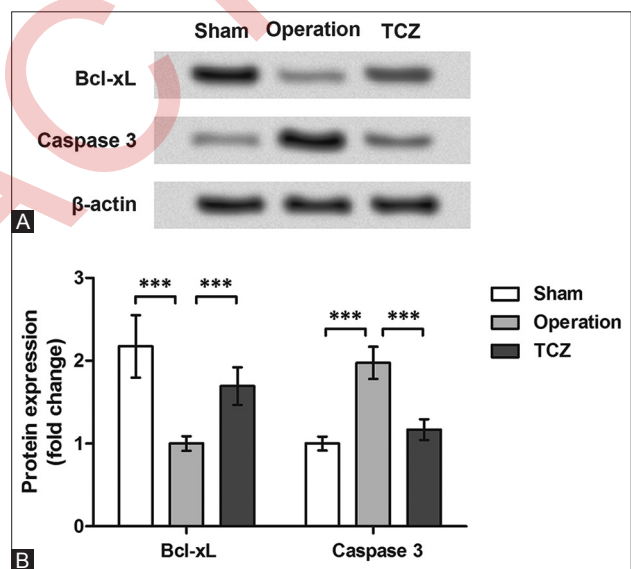 Sham Operation TCZ
Bcl-xL
Caspase 3
β-actin
A
3
2
1
0
Protein expression
(fold change)
*** ***
*** ***
Sham
Operation
TCZ
Bcl-xL Caspase 3
B